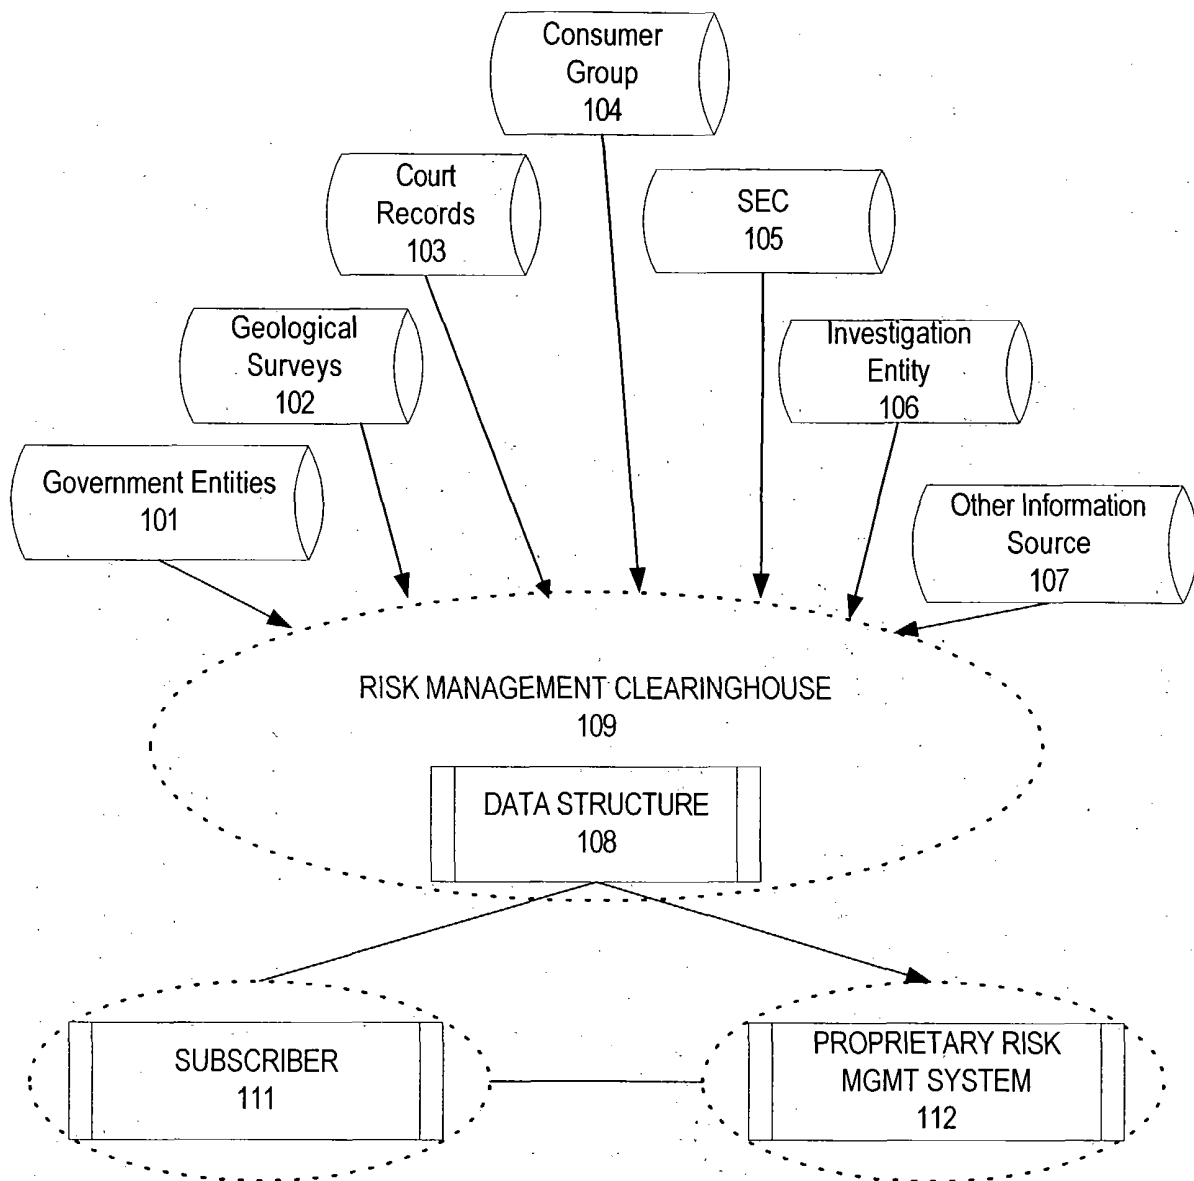 Consumer
Group
104
Court
Records
103
SEC
105
Geological
Surveys
102
Investigation
Entity
106
Government Entities
101
Other Information
Source
107
RISK MANAGEMENT CLEARINGHOUSE
109
DATA STRUCTURE
108
SUBSCRIBER
111
PROPRIETARY RISK
MGMT SYSTEM
112